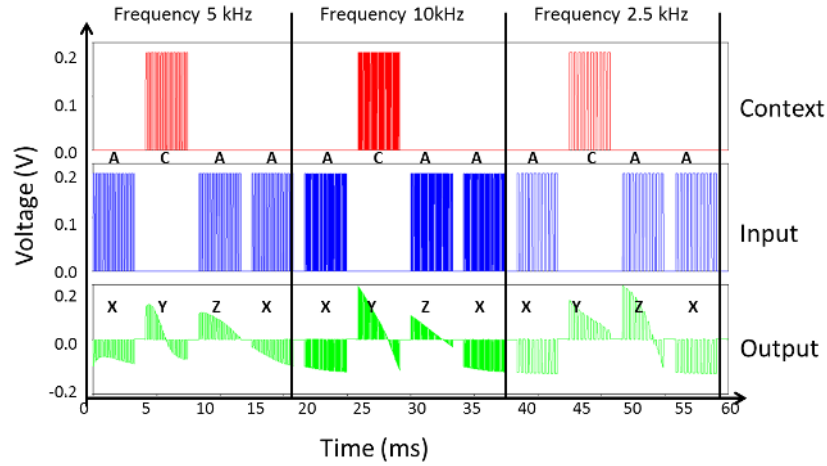 Frequency 5 kHz Frequency 10kHz Frequency 2.5 kHz
0.2
0.1
0.0
Context
A C A A A C A A A C A A
0.2
0.1
0.0
Input
Voltage (V)
0.2
X Y Z X X Y Z X X Y Z X
0.0
Output
-0.2
0 5 10 15 20 25 30 35 40 45 50 55 60
Time (ms)